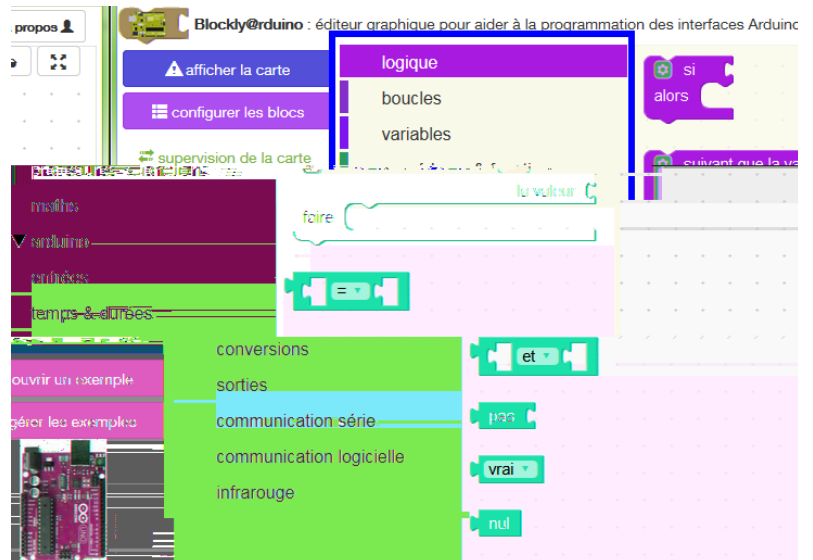 propos
Blockly@rduino : éditeur graphique pour aider à la programmation des interfaces Arduino
afficher la carte
configurer les blocs
supervision de la carte
logique
boucles
variables
si
alors
suivant que la va
maths
arduino
entrées
temps & durées
la valeur
faire
=
conversions
sorties
communication série
communication logicielle
infrarouge
ouvrir un exemple
gérer les exemples
et
pas
vrai
nul